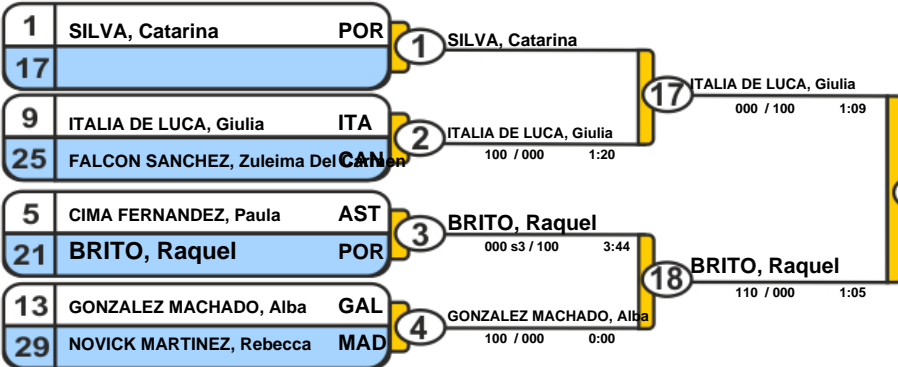 1 SILVA, Catarina POR
17
1 SILVA, Catarina
9 ITALIA DE LUCA, Giulia ITA
25 FALCON SANCHEZ, Zuleima Del Carmen CAN
2 ITALIA DE LUCA, Giulia
100 / 000 1:20
17 ITALIA DE LUCA, Giulia
000 / 100 1:09
5 CIMA FERNANDEZ, Paula AST
21 BRITO, Raquel POR
3 BRITO, Raquel
000 s3 / 100 3:44
13 GONZALEZ MACHADO, Alba GAL
29 NOVICK MARTINEZ, Rebecca MAD
4 GONZALEZ MACHADO, Alba
100 / 000 0:00
18 BRITO, Raquel
110 / 000 1:05